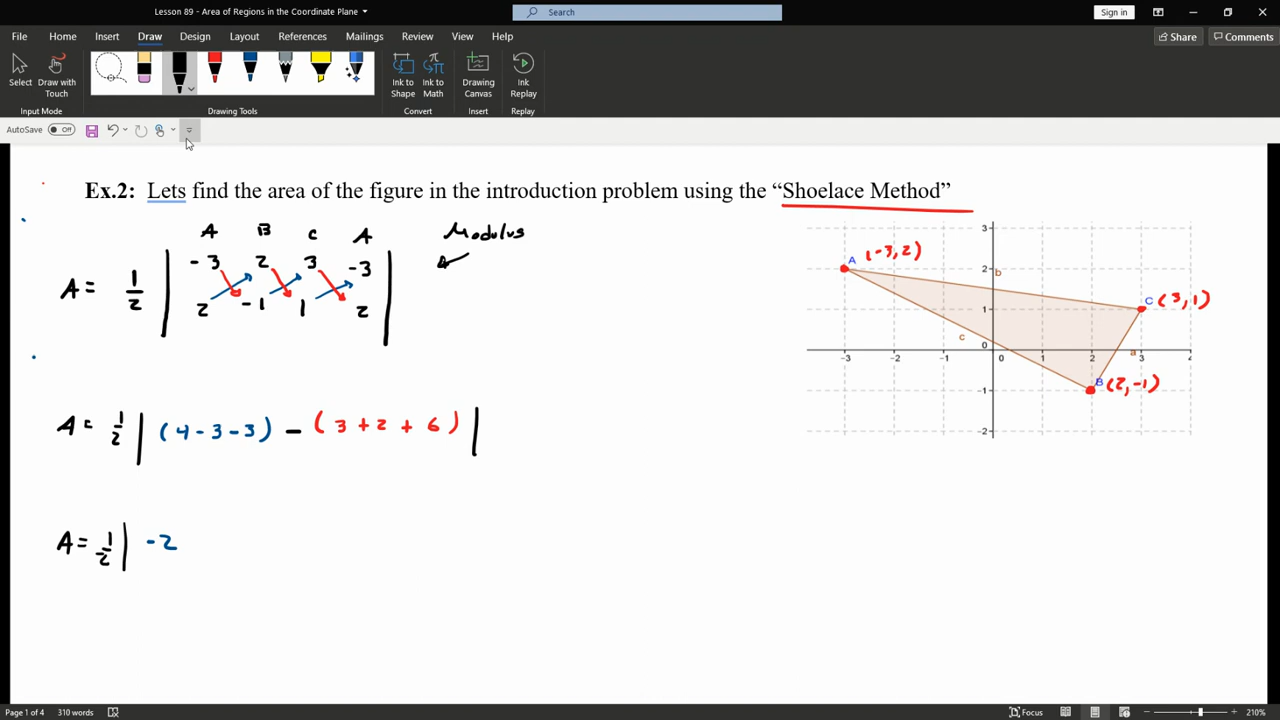 Lesson 89 - Area of Regions in the Coordinate Plane
Search
Sign in
File Home Insert Draw Design Layout References Mailings Review View Help
Share Comments
Select Draw with Touch
Ink to Shape Ink to Math Drawing Canvas Ink Replay
Input Mode Drawing Tools Convert Insert Replay
AutoSave Off
Ex.2: Lets find the area of the figure in the introduction problem using the “Shoelace Method”
A B C A Modulus
A = 1/2 | -3 2 3 -3 |
2 -1 1 2
A = 1/2 | (4 - 3 - 3) - (3 + 2 + 6) |
A = 1/2 | -2
3
A (-3, 2)
2 b
C (3, 1)
1
c 0 a
-3 -2 -1 0 1 2 3 4
B (2, -1)
-1
-2
Page 1 of 4 310 words Focus 210%